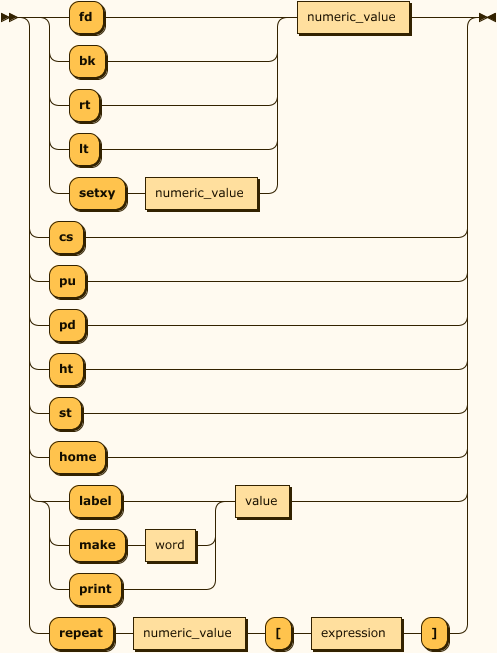 fd numeric_value
bk
rt
lt
setxy numeric_value
cs
pu
pd
ht
st
home
label value
make word
print
repeat numeric_value [ expression ]